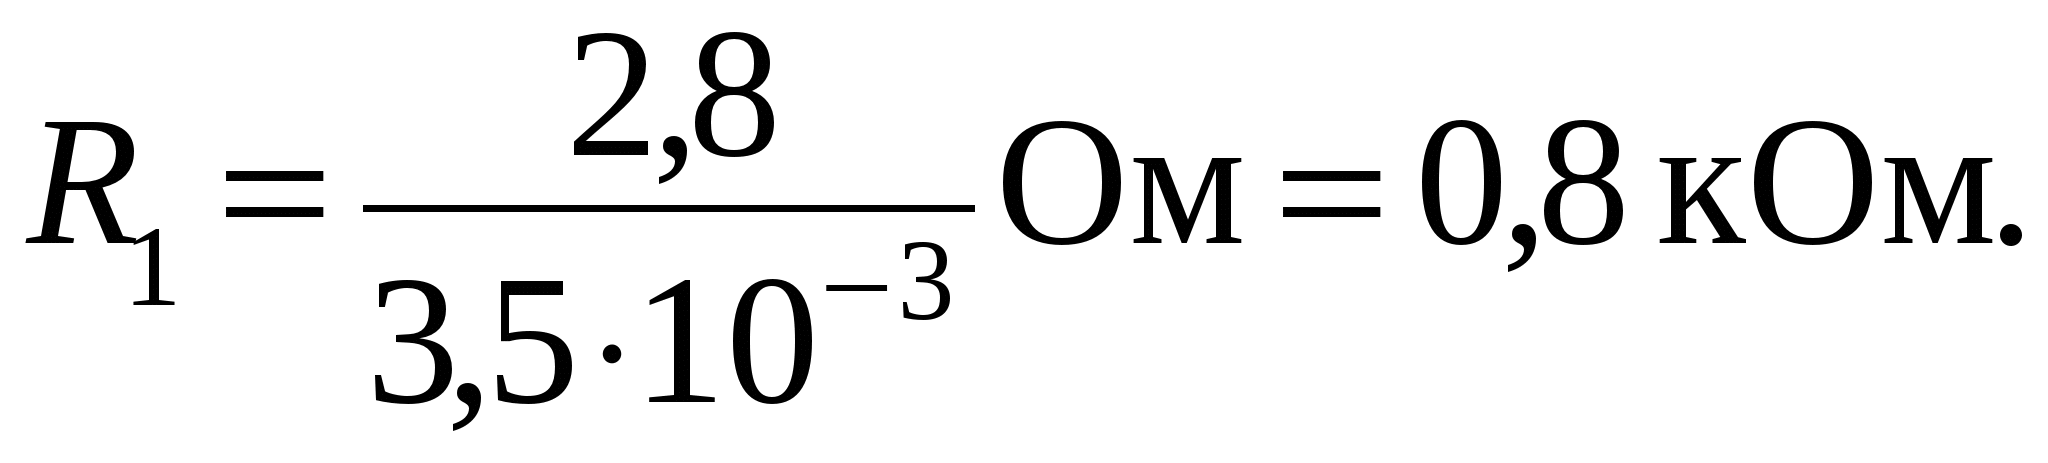 R₁ = 2,8 / 3,5·10⁻³ Ом = 0,8 кОм.